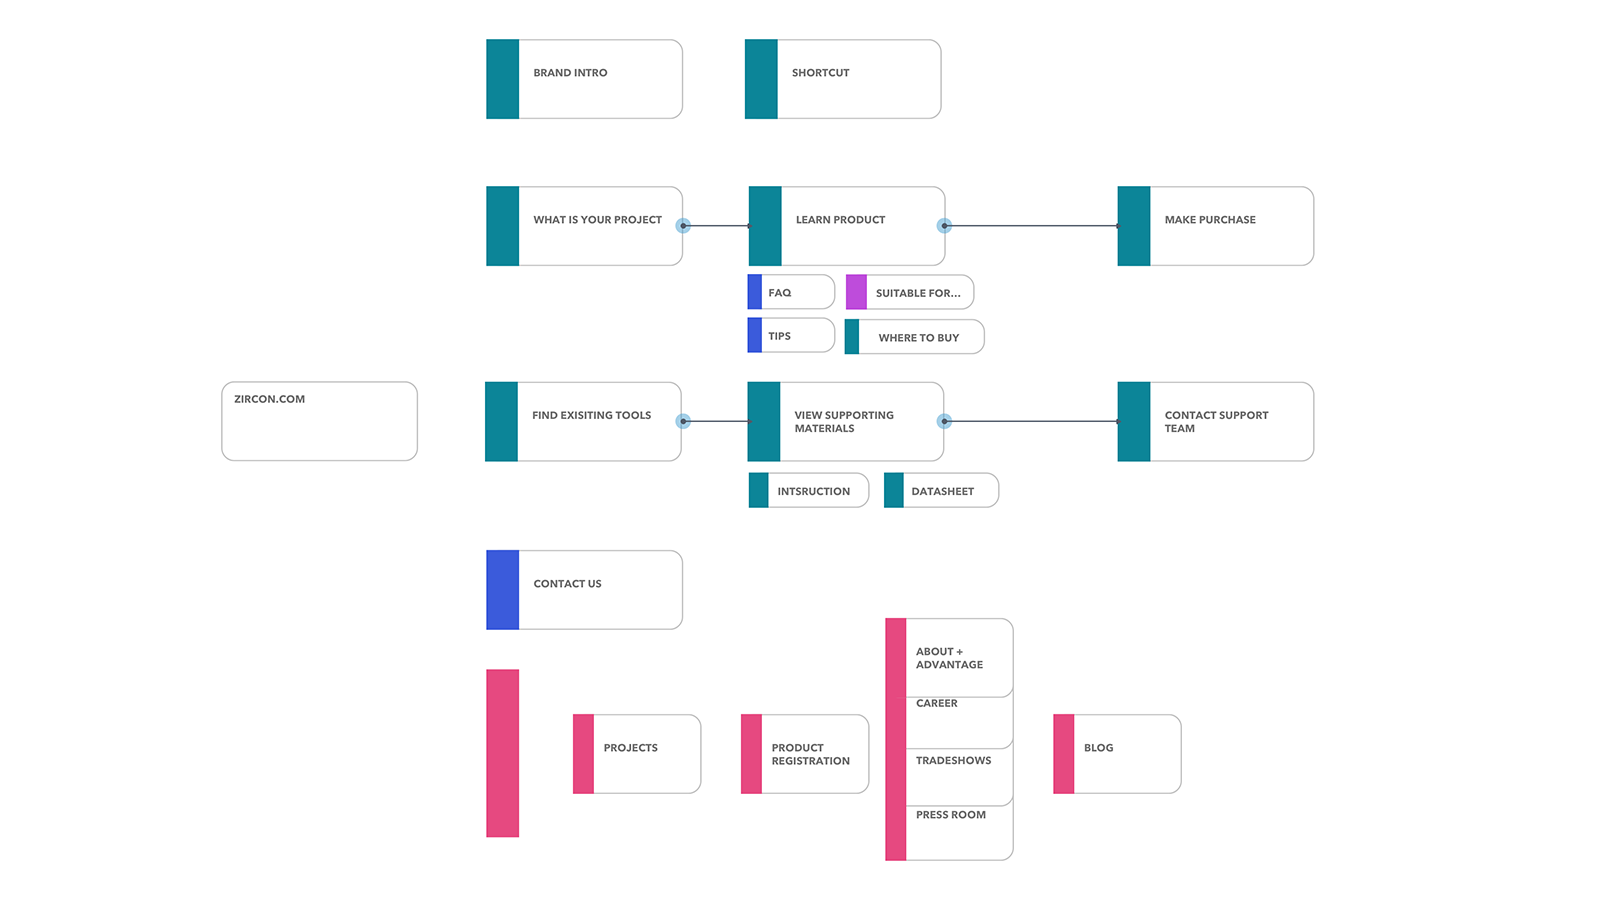 BRAND INTRO
SHORTCUT
WHAT IS YOUR PROJECT
LEARN PRODUCT
MAKE PURCHASE
FAQ
SUITABLE FOR...
TIPS
WHERE TO BUY
ZIRCON.COM
FIND EXISITING TOOLS
VIEW SUPPORTING
MATERIALS
CONTACT SUPPORT
TEAM
INTSRUCTION
DATASHEET
CONTACT US
ABOUT +
ADVANTAGE
CAREER
PROJECTS
PRODUCT
REGISTRATION
TRADESHOWS
PRESS ROOM
BLOG